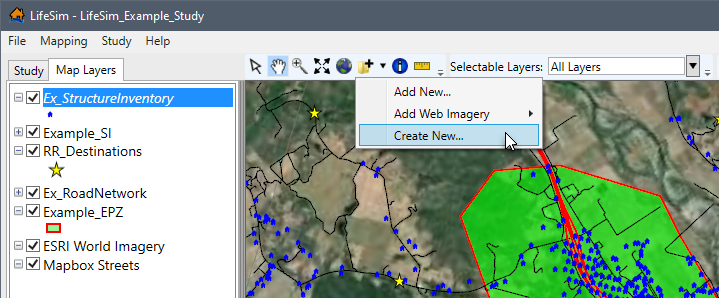 LifeSim - LifeSim_Example_Study
File Mapping Study Help
Study Map Layers
Selectable Layers: All Layers
Ex_StructureInventory
Example_SI
RR_Destinations
Ex_RoadNetwork
Example_EPZ
ESRI World Imagery
Mapbox Streets
Add New...
Add Web Imagery
Create New...